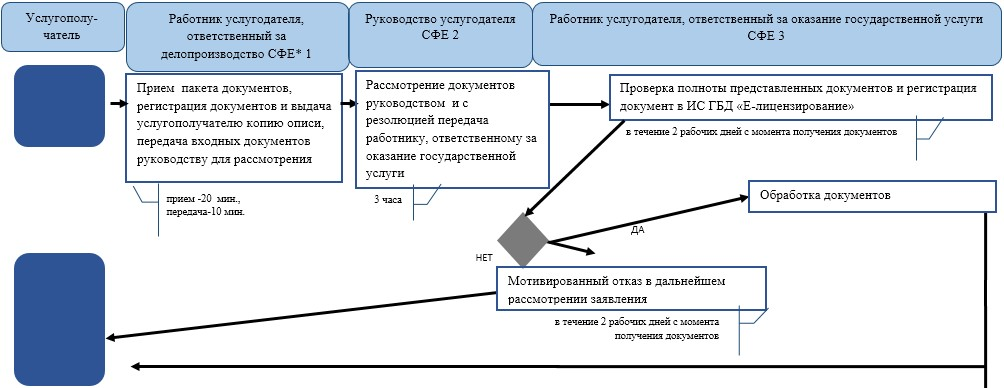 Услугополу-
чатель
Работник услугодателя,
ответственный за
делопроизводство СФЕ* 1
Руководство услугодателя
СФЕ 2
Работник услугодателя, ответственный за оказание государственной услуги
СФЕ 3
Прием пакета документов,
регистрация документов и выдача
услугополучателю копию описи,
передача входных документов
руководству для рассмотрения
Рассмотрение документов
руководством и с
резолюцией передача
работнику, ответственному за
оказание государственной
услуги
Проверка полноты представленных документов и регистрация
документ в ИС ГБД «Е-лицензирование»
в течение 2 рабочих дней с момента получения документов
прием -20 мин.,
передача-10 мин.
3 часа
Обработка документов
ДА
НЕТ
Мотивированный отказ в дальнейшем
рассмотрении заявления
в течение 2 рабочих дней с момента
получения документов